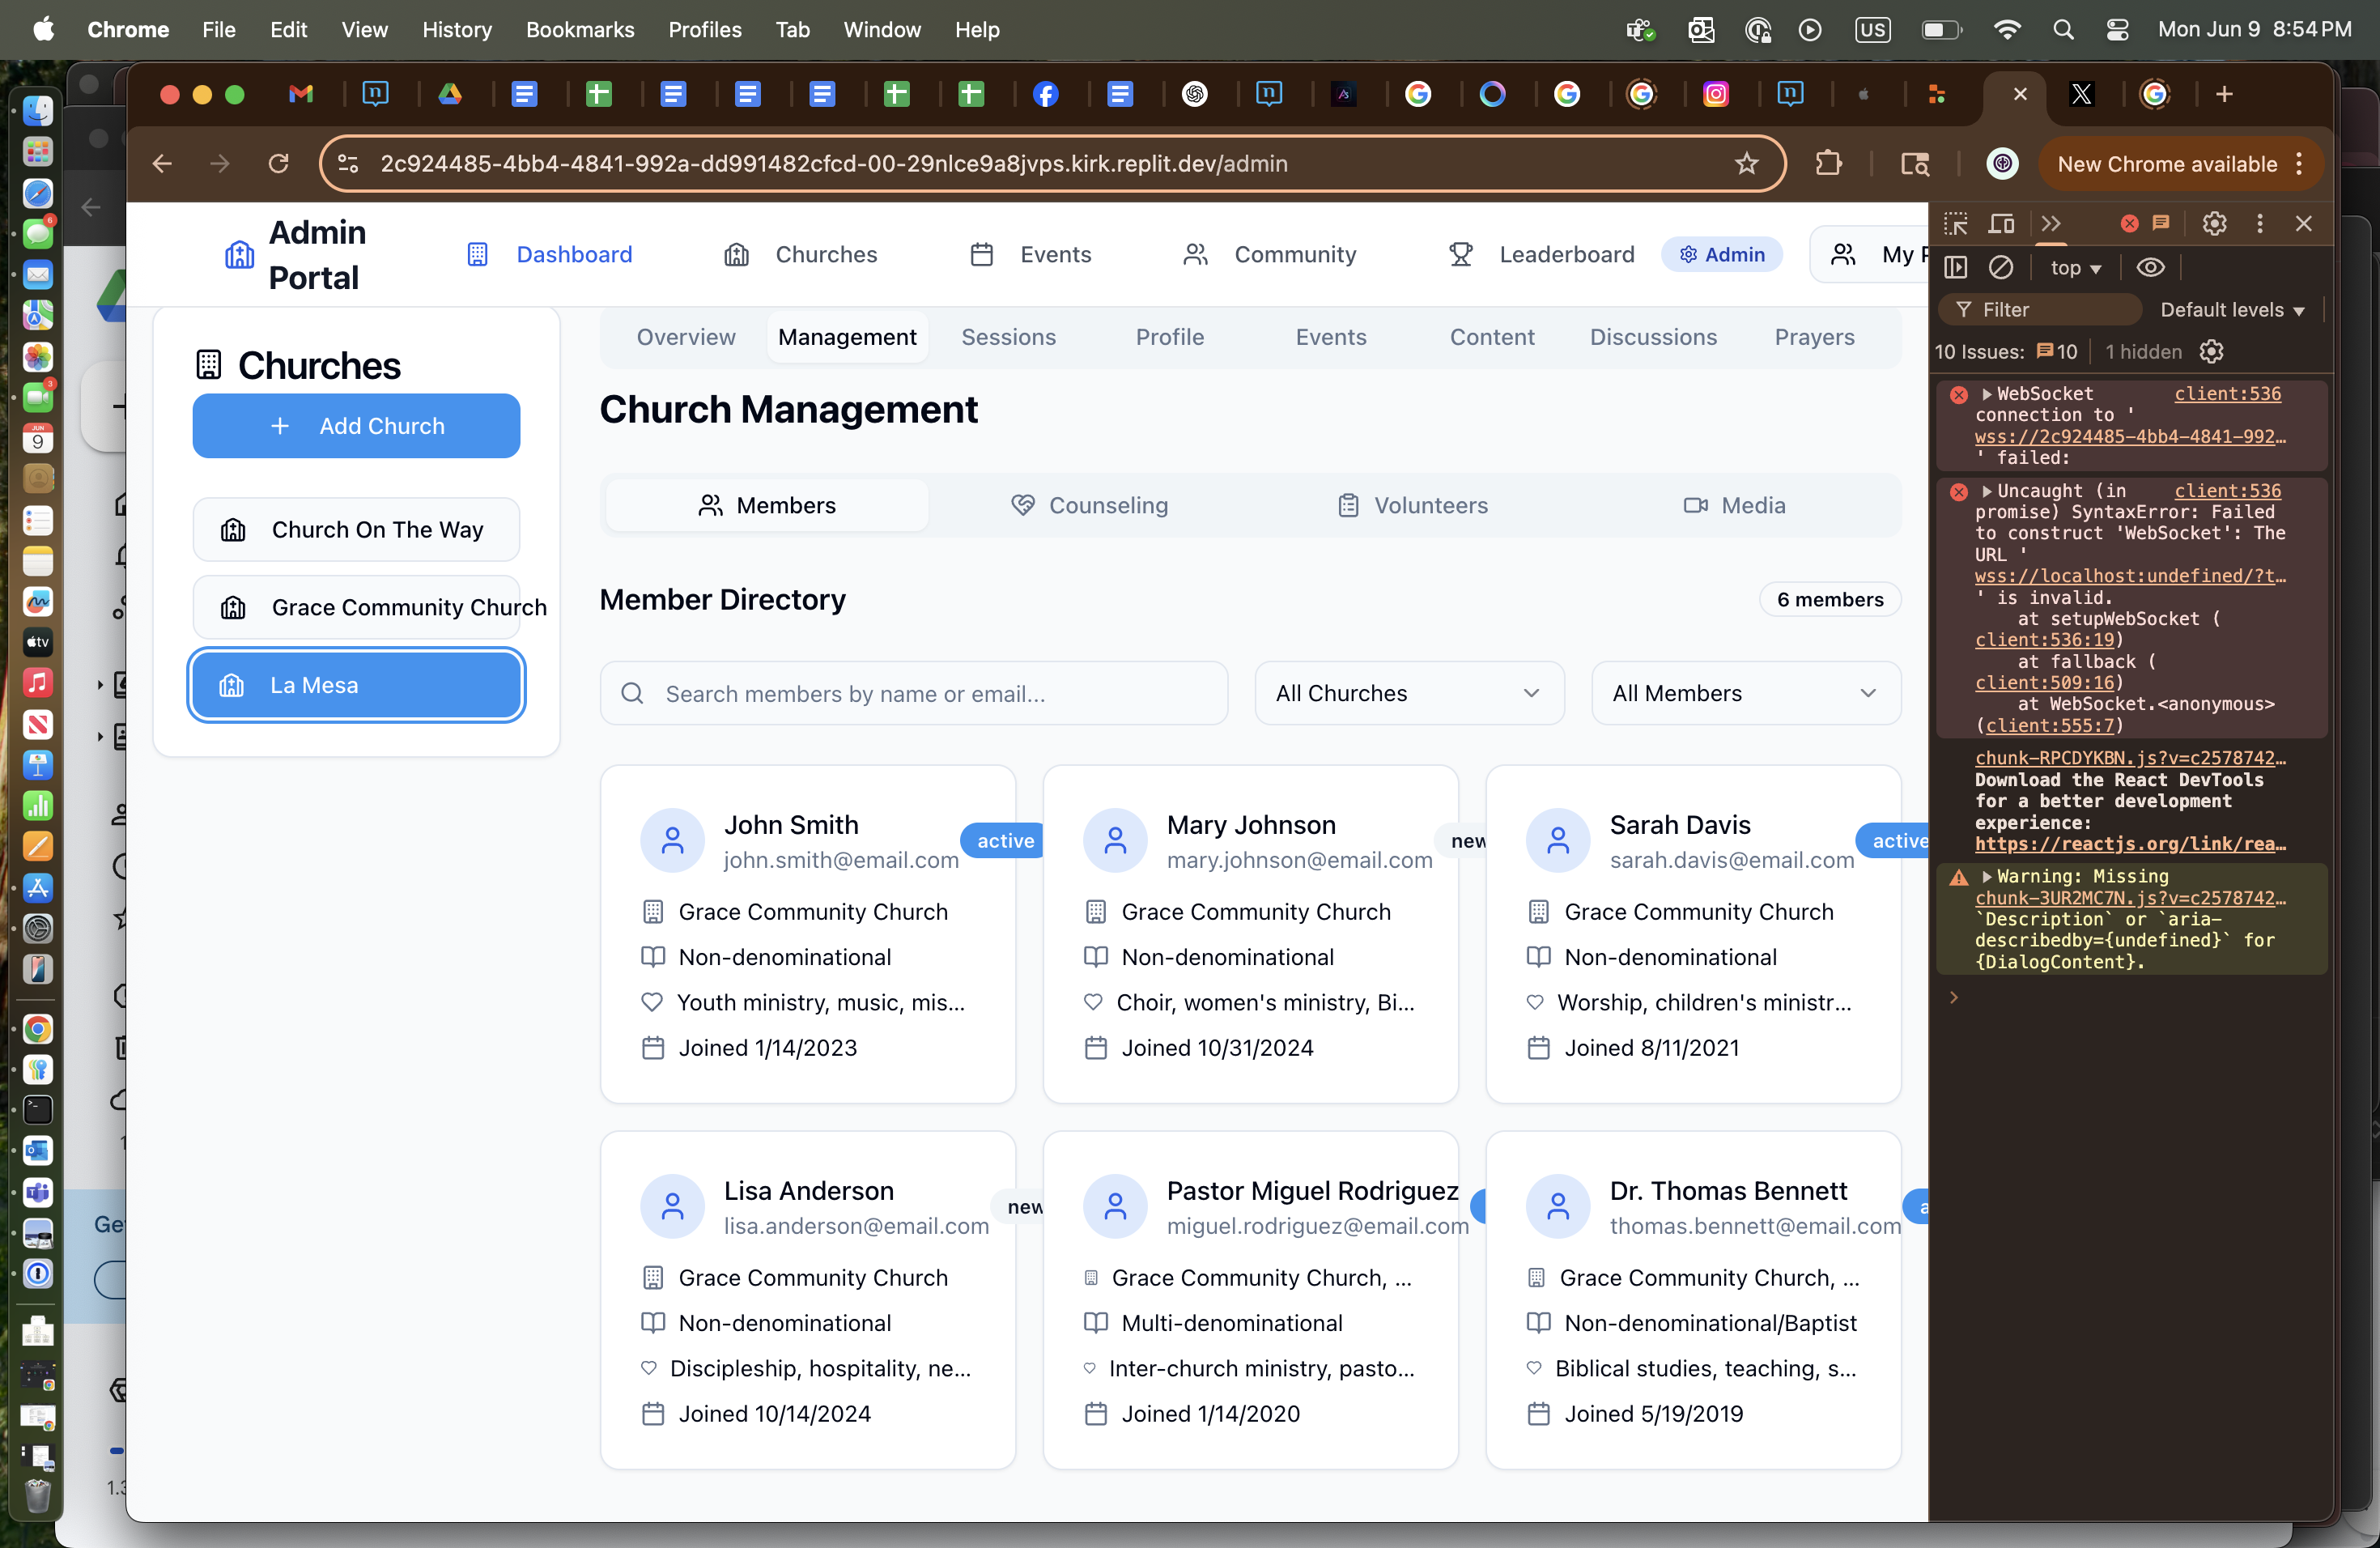 Chrome File Edit View History Bookmarks Profiles Tab Window Help
US
Mon Jun 9 8:54 PM
2c924485-4bb4-4841-992a-dd991482cfcd-00-29nlce9a8jvps.kirk.replit.dev/admin
New Chrome available
Admin
Portal
Dashboard
Churches
Events
Community
Leaderboard
Admin
My
Churches
+ Add Church
Church On The Way
Grace Community Church
La Mesa
Overview Management Sessions Profile Events Content Discussions Prayers
Church Management
Members Counseling Volunteers Media
Member Directory
6 members
Search members by name or email...
All Churches
All Members
John Smith
john.smith@email.com
active
Grace Community Church
Non-denominational
Youth ministry, music, mis...
Joined 1/14/2023
Mary Johnson
mary.johnson@email.com
new
Grace Community Church
Non-denominational
Choir, women's ministry, Bi...
Joined 10/31/2024
Sarah Davis
sarah.davis@email.com
active
Grace Community Church
Non-denominational
Worship, children's ministr...
Joined 8/11/2021
Lisa Anderson
lisa.anderson@email.com
new
Grace Community Church
Non-denominational
Discipleship, hospitality, ne...
Joined 10/14/2024
Pastor Miguel Rodriguez
miguel.rodriguez@email.com
Grace Community Church, ...
Multi-denominational
Inter-church ministry, pasto...
Joined 1/14/2020
Dr. Thomas Bennett
thomas.bennett@email.com
Grace Community Church, ...
Non-denominational/Baptist
Biblical studies, teaching, s...
Joined 5/19/2019
top
Filter
Default levels
10 Issues: 10 1 hidden
WebSocket client:536
connection to '
wss://2c924485-4bb4-4841-992…
' failed:
Uncaught (in client:536
promise) SyntaxError: Failed
to construct 'WebSocket': The
URL '
wss://localhost:undefined/?t…
' is invalid.
at setupWebSocket (
client:536:19)
at fallback (
client:509:16)
at WebSocket.<anonymous>
(client:555:7)
chunk-RPCDYKBN.js?v=c2578742…
Download the React DevTools
for a better development
experience:
https://reactjs.org/link/rea…
Warning: Missing
chunk-3UR2MC7N.js?v=c2578742…
`Description` or `aria-
describedby={undefined}` for
{DialogContent}.
6
3
JUN
9
tv
Get